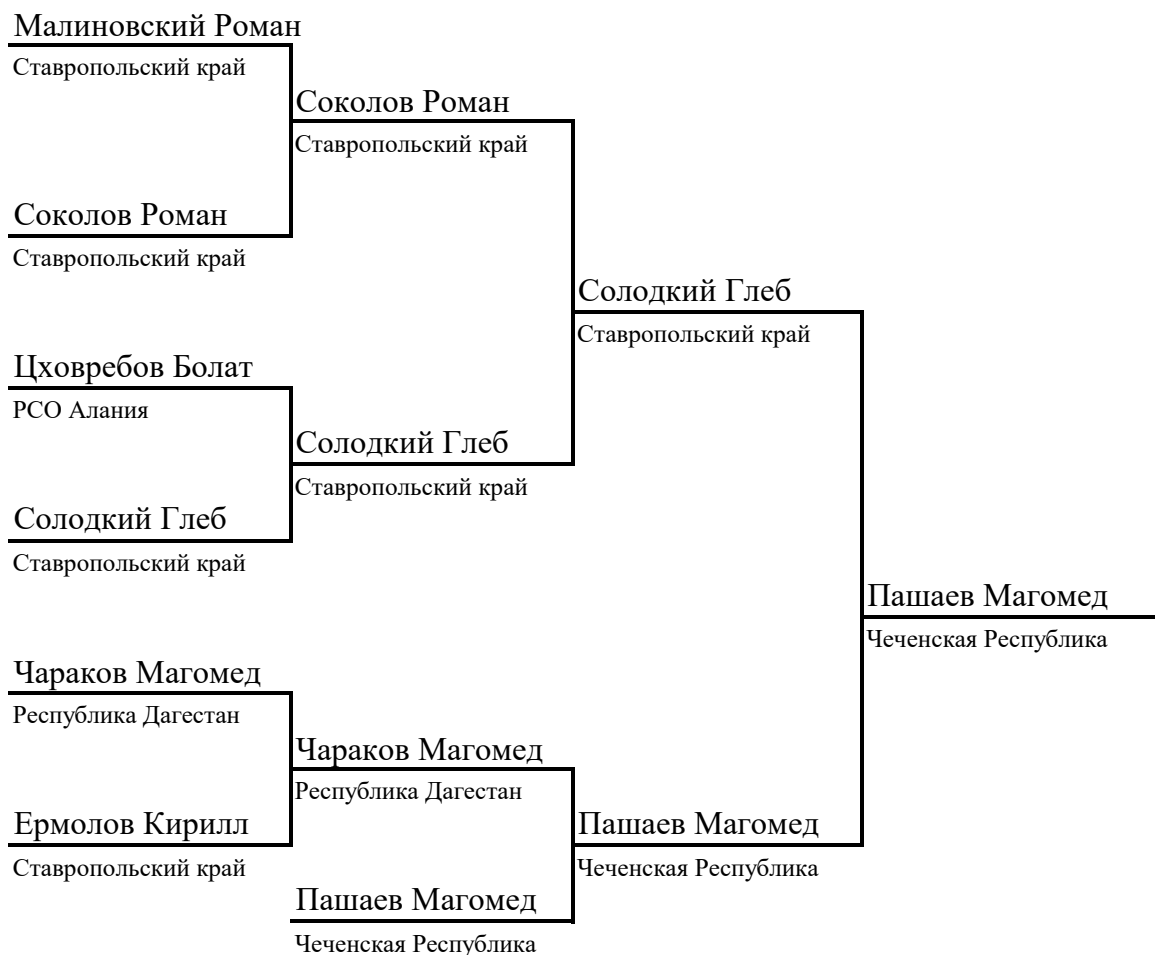 Малиновский Роман
Ставропольский край
Соколов Роман
Ставропольский край
Соколов Роман
Ставропольский край
Солодкий Глеб
Ставропольский край
Цховребов Болат
РСО Алания
Солодкий Глеб
Ставропольский край
Солодкий Глеб
Ставропольский край
Пашаев Магомед
Чеченская Республика
Чараков Магомед
Республика Дагестан
Чараков Магомед
Республика Дагестан
Ермолов Кирилл
Ставропольский край
Пашаев Магомед
Чеченская Республика
Пашаев Магомед
Чеченская Республика